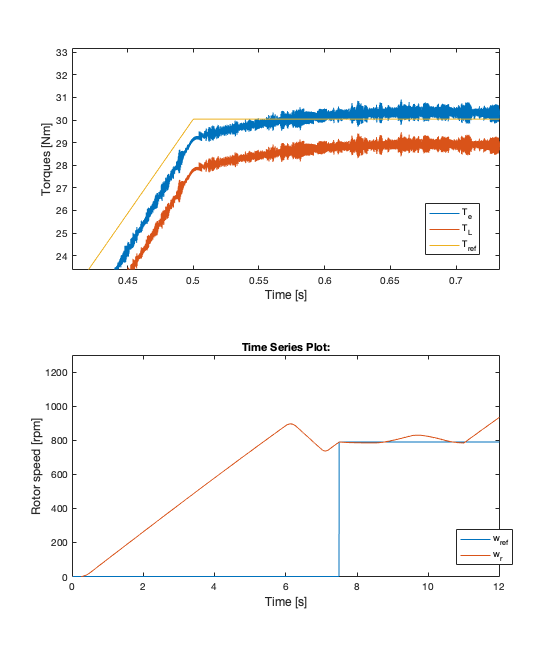 33
32
31
30
29
28
27
26
25
24
Torques [Nm]
0.45 0.5 0.55 0.6 0.65 0.7
Time [s]
T_e
T_L
T_ref
Time Series Plot:
1200
1000
800
600
400
200
0
Rotor speed [rpm]
0 2 4 6 8 10 12
Time [s]
w_ref
w_r